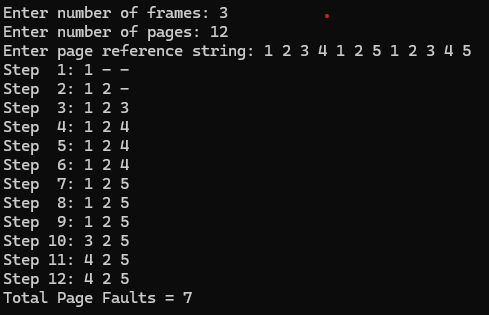 Enter number of frames: 3
Enter number of pages: 12
Enter page reference string: 1 2 3 4 1 2 5 1 2 3 4 5
Step  1: 1 - -
Step  2: 1 2 -
Step  3: 1 2 3
Step  4: 1 2 4
Step  5: 1 2 4
Step  6: 1 2 4
Step  7: 1 2 5
Step  8: 1 2 5
Step  9: 1 2 5
Step 10: 3 2 5
Step 11: 4 2 5
Step 12: 4 2 5
Total Page Faults = 7